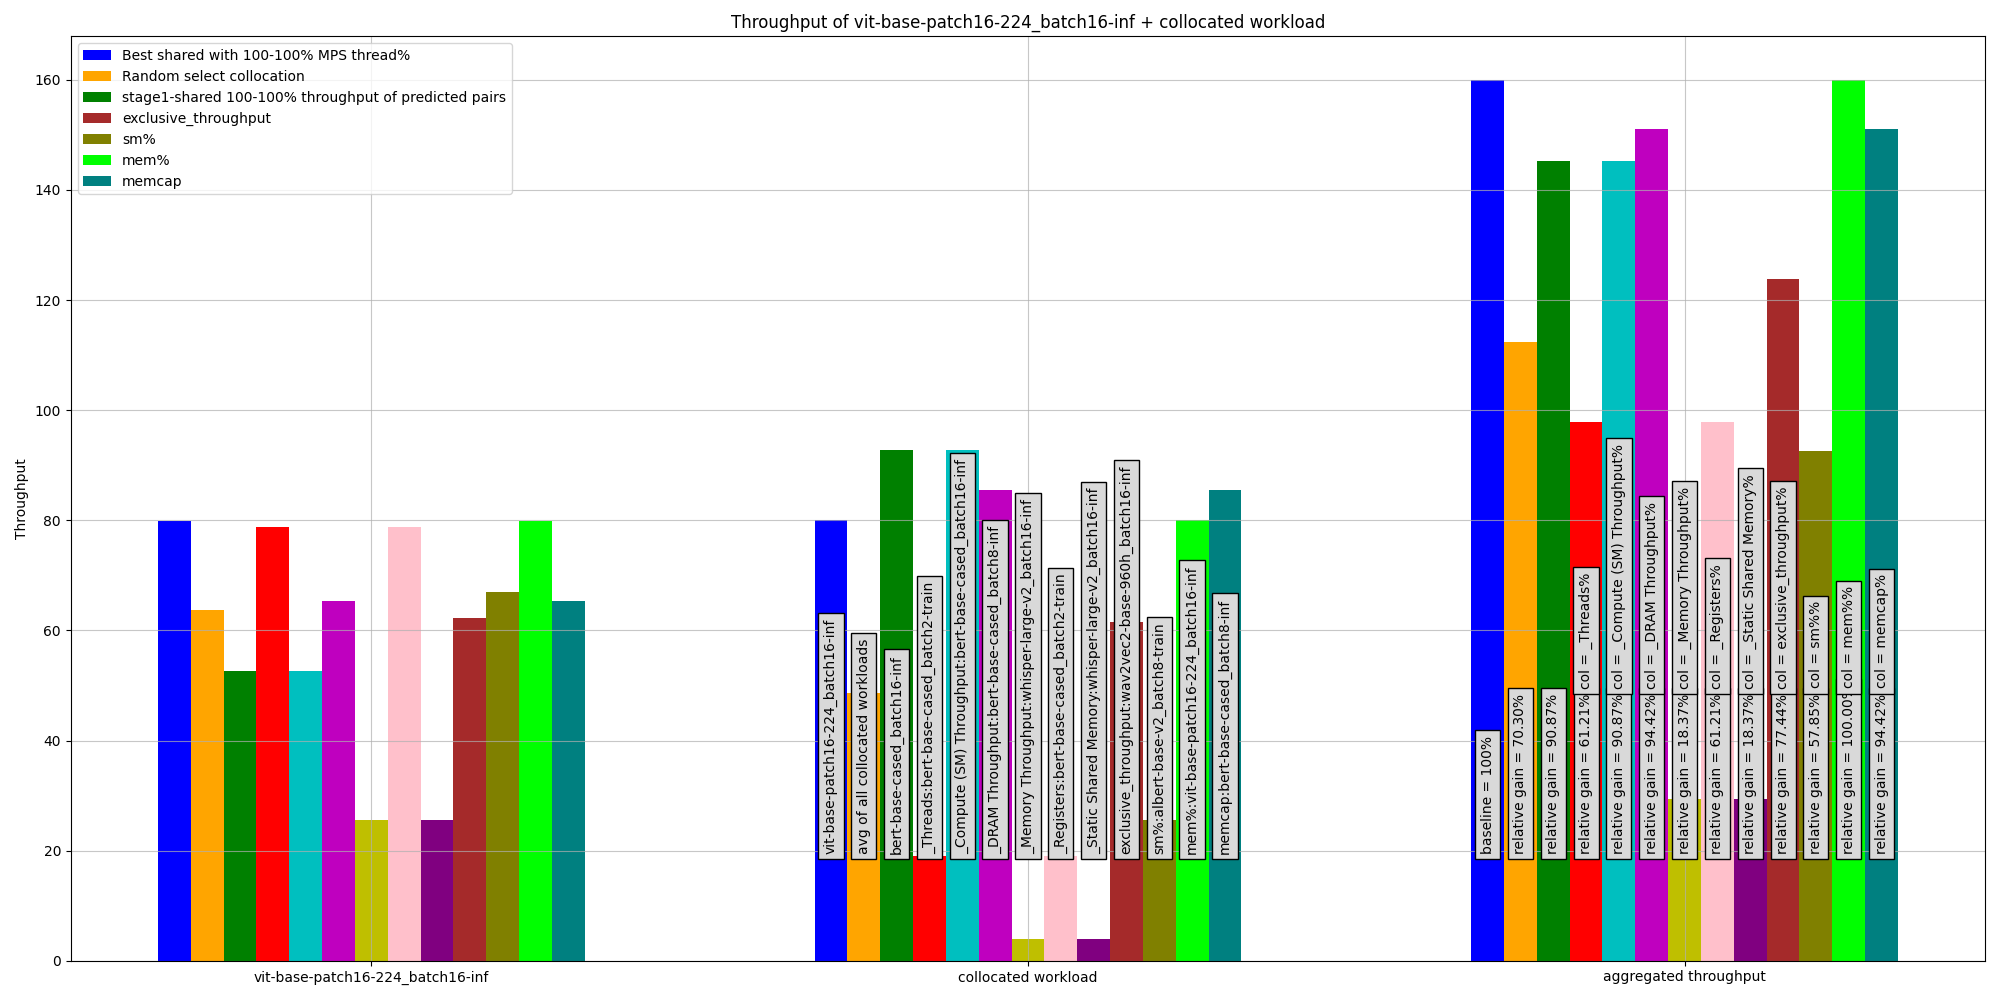 Throughput of vit-base-patch16-224_batch16-inf + collocated workload
Best shared with 100-100% MPS thread%
Random select collocation
stage1-shared 100-100% throughput of predicted pairs
exclusive_throughput
sm%
mem%
memcap
Throughput
160
140
120
100
80
60
40
20
0
vit-base-patch16-224_batch16-inf
avg of all collocated workloads
bert-base-cased_batch16-inf
_Threads:bert-base-cased_batch2-train
_Compute (SM) Throughput:bert-base-cased_batch16-inf
_DRAM Throughput:bert-base-cased_batch8-inf
_Memory Throughput:whisper-large-v2_batch16-inf
_Registers:bert-base-cased_batch2-train
_Static Shared Memory:whisper-large-v2_batch16-inf
exclusive_throughput:wav2vec2-base-960h_batch16-inf
sm%:albert-base-v2_batch8-train
mem%:vit-base-patch16-224_batch16-inf
memcap:bert-base-cased_batch8-inf
baseline = 100%
relative gain = 70.30%
relative gain = 90.87%
relative gain = 61.21%
col = _Threads%
relative gain = 90.87%
col = _Compute (SM) Throughput%
relative gain = 94.42%
col = _DRAM Throughput%
relative gain = 18.37%
col = _Memory Throughput%
relative gain = 61.21%
col = _Registers%
relative gain = 18.37%
col = _Static Shared Memory%
relative gain = 77.44%
col = exclusive_throughput%
relative gain = 57.85%
col = sm%%
relative gain = 100.00%
col = mem%%
relative gain = 94.42%
col = memcap%
vit-base-patch16-224_batch16-inf
collocated workload
aggregated throughput